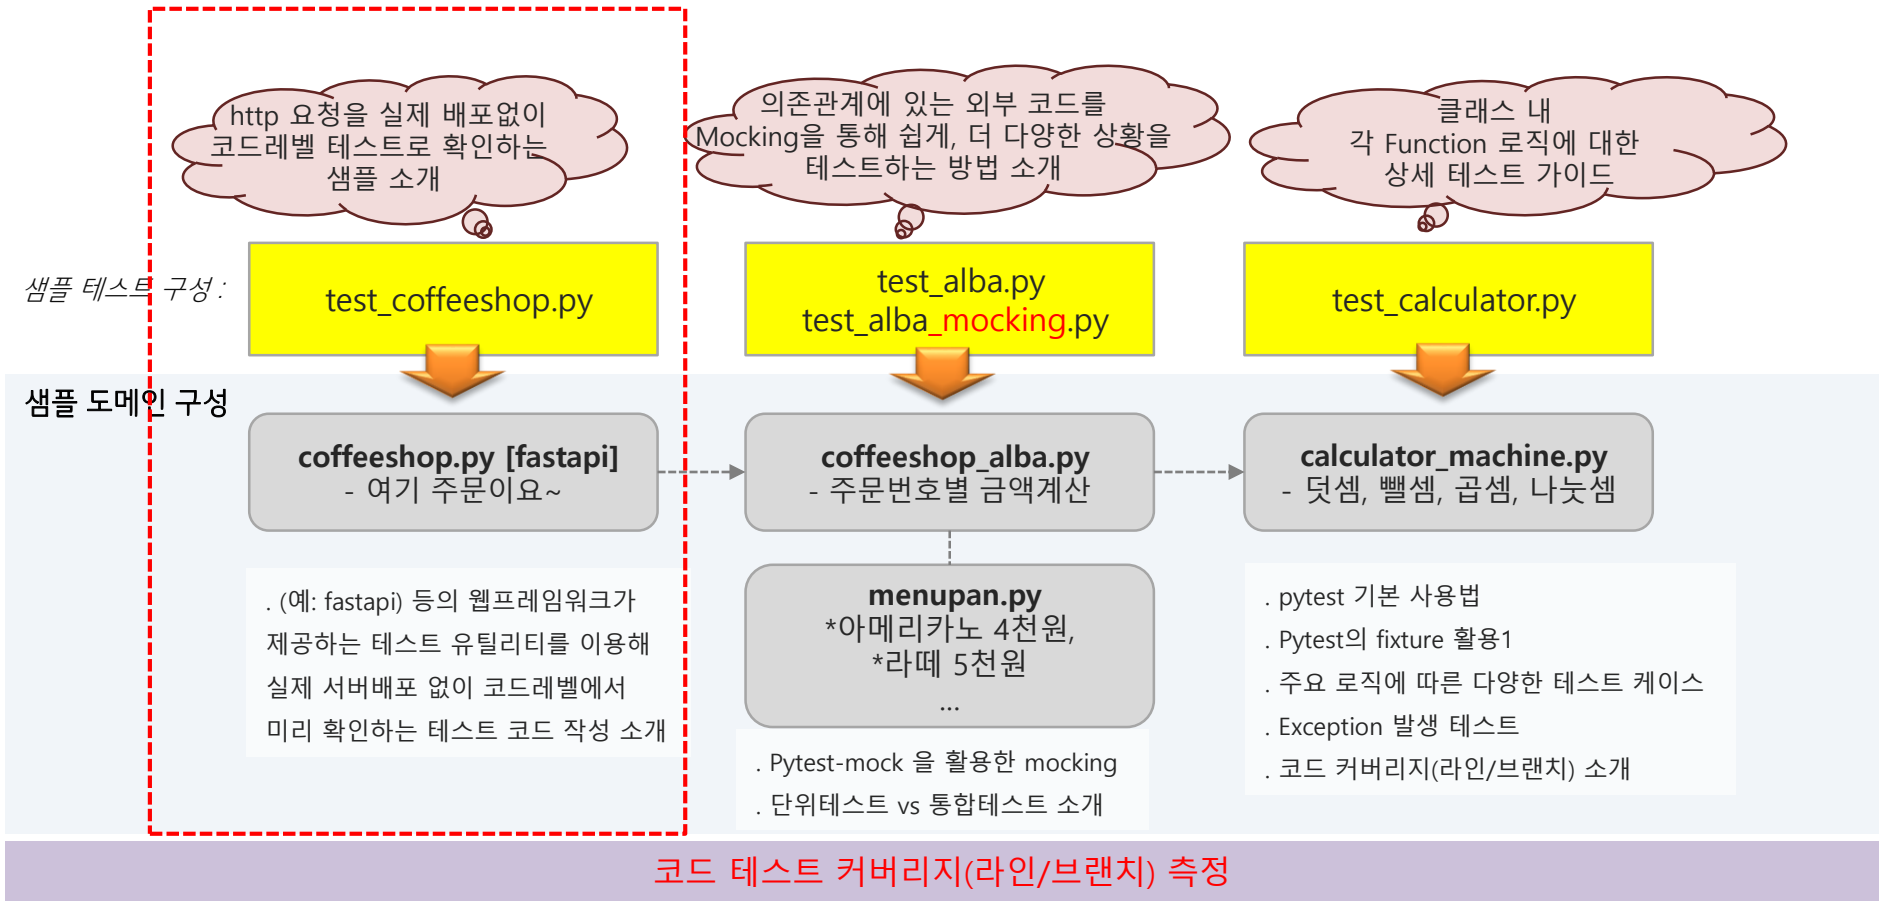 http 요청을 실제 배포없이
코드레벨 테스트로 확인하는
샘플 소개
의존관계에 있는 외부 코드를
Mocking을 통해 쉽게, 더 다양한 상황을
테스트하는 방법 소개
클래스 내
각 Function 로직에 대한
상세 테스트 가이드
샘플 테스트 구성 :
test_coffeeshop.py
test_alba.py
test_alba_mocking.py
test_calculator.py
샘플 도메인 구성
coffeeshop.py [fastapi]
- 여기 주문이요~
coffeeshop_alba.py
- 주문번호별 금액계산
calculator_machine.py
- 덧셈, 뺄셈, 곱셈, 나눗셈
. (예: fastapi) 등의 웹프레임워크가
제공하는 테스트 유틸리티를 이용해
실제 서버배포 없이 코드레벨에서
미리 확인하는 테스트 코드 작성 소개
menupan.py
*아메리카노 4천원,
*라떼 5천원
...
. Pytest-mock 을 활용한 mocking
. 단위테스트 vs 통합테스트 소개
. pytest 기본 사용법
. Pytest의 fixture 활용1
. 주요 로직에 따른 다양한 테스트 케이스
. Exception 발생 테스트
. 코드 커버리지(라인/브랜치) 소개
코드 테스트 커버리지(라인/브랜치) 측정